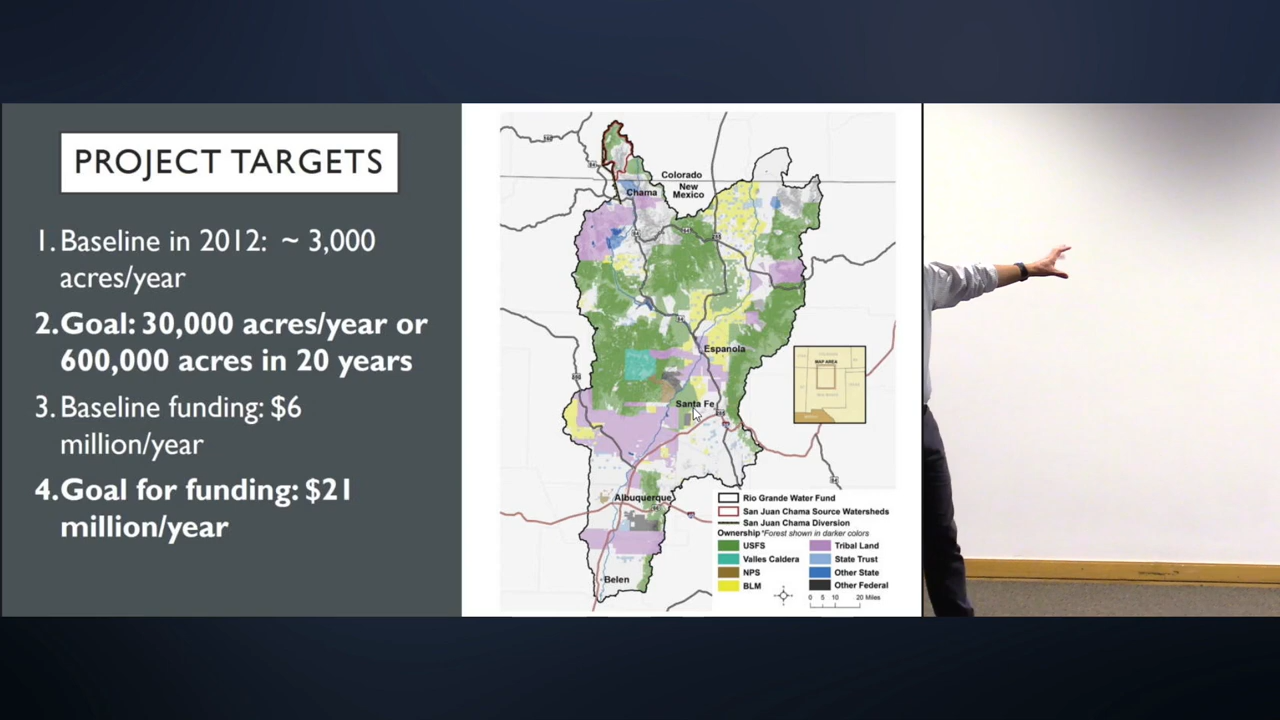 PROJECT TARGETS
1. Baseline in 2012: ~ 3,000
acres/year
2. Goal: 30,000 acres/year or
600,000 acres in 20 years
3. Baseline funding: $6
million/year
4. Goal for funding: $21
million/year
Colorado
New
Mexico
Chama
Espanola
Santa Fe
Albuquerque
Belen
MAP AREA
Rio Grande Water Fund
San Juan Chama Source Watersheds
San Juan Chama Diversion
Ownership *Forest shown in darker colors
USFS
Valles Caldera
NPS
BLM
Tribal Land
State Trust
Other State
Other Federal
0 5 10 20 Miles